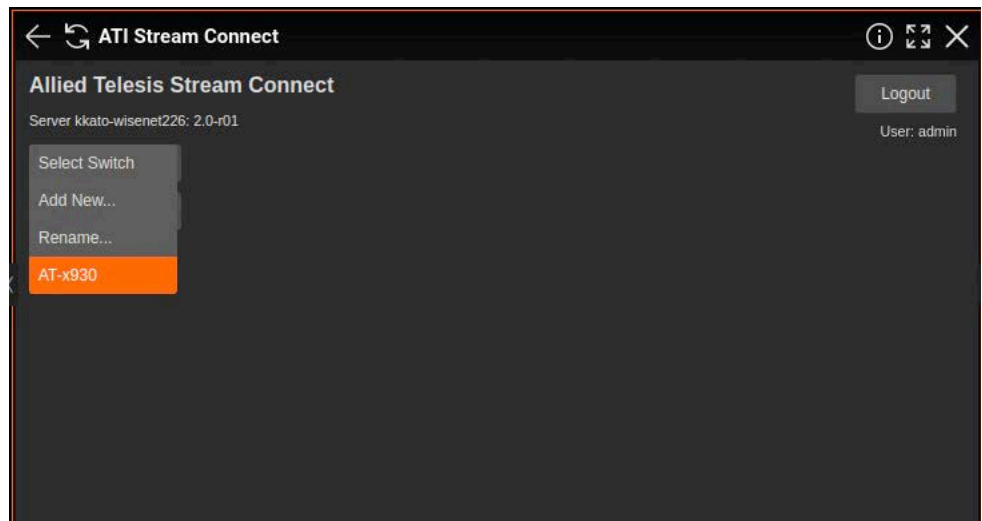 ATI Stream Connect
Allied Telesis Stream Connect
Logout
Server kkato-wisenet226: 2.0-r01
User: admin
Select Switch
Add New...
Rename...
AT-x930